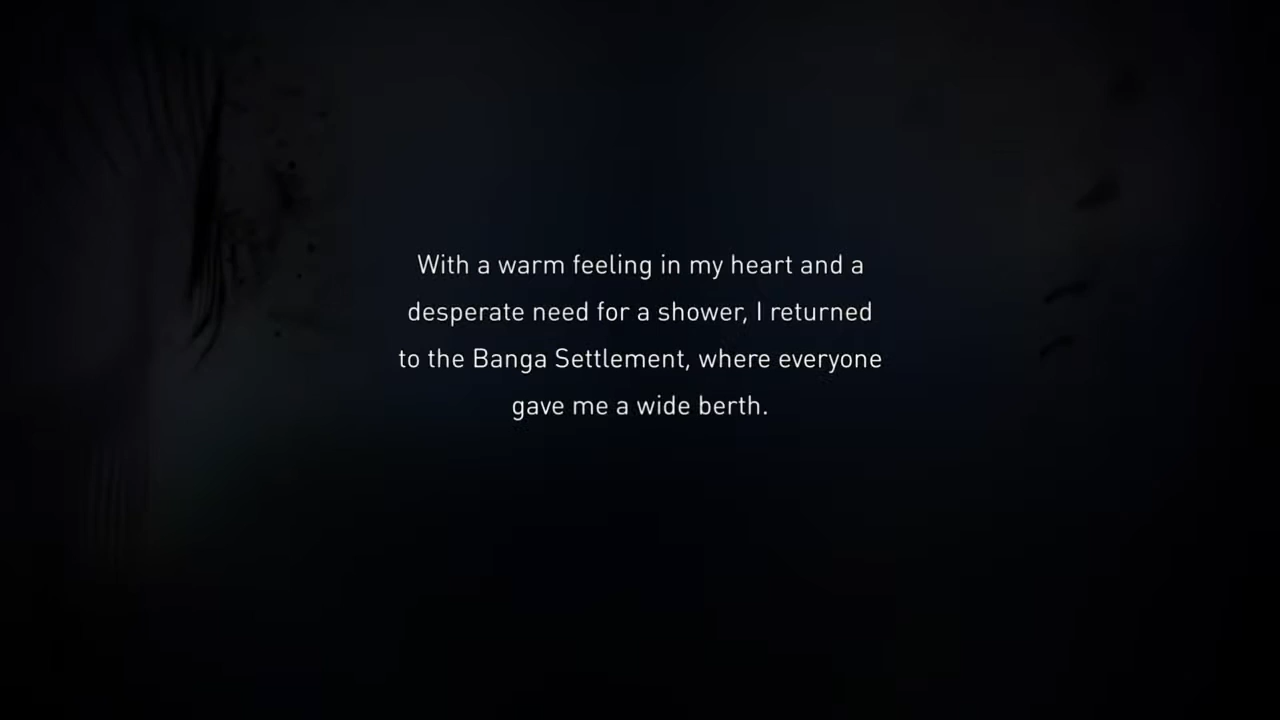 With a warm feeling in my heart and a
desperate need for a shower, I returned
to the Banga Settlement, where everyone
gave me a wide berth.